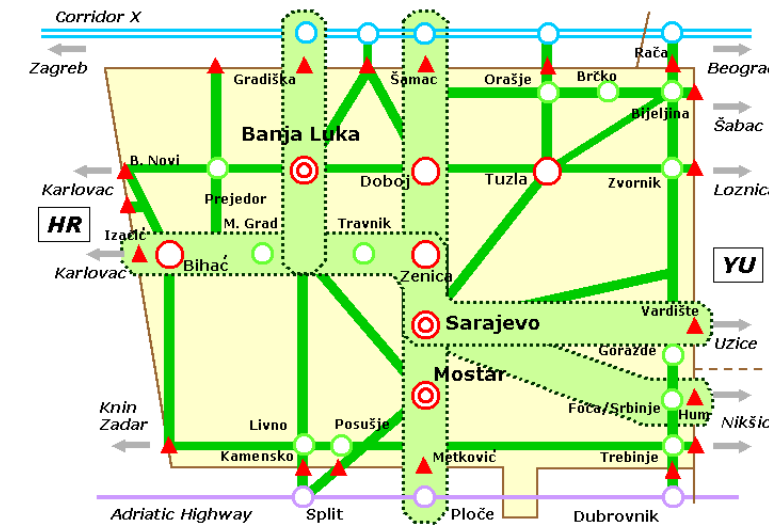 Corridor X
Zagreb
Gradiška
Šamac
Orašje
Brčko
Rača
Beograd
Bijeljina
Šabac
Banja Luka
B. Novi
Karlovac
Prejedor
Doboj
Tuzla
Zvornik
Loznica
HR
Izačić
M. Grad
Travnik
Karlovac
Bihać
Zenica
YU
Vardište
Sarajevo
Uzice
Goražde
Mostar
Knin
Zadar
Livno
Posušje
Foča/Srbinje
Hum
Nikšić
Kamensko
Metković
Trebinje
Adriatic Highway
Split
Ploče
Dubrovnik